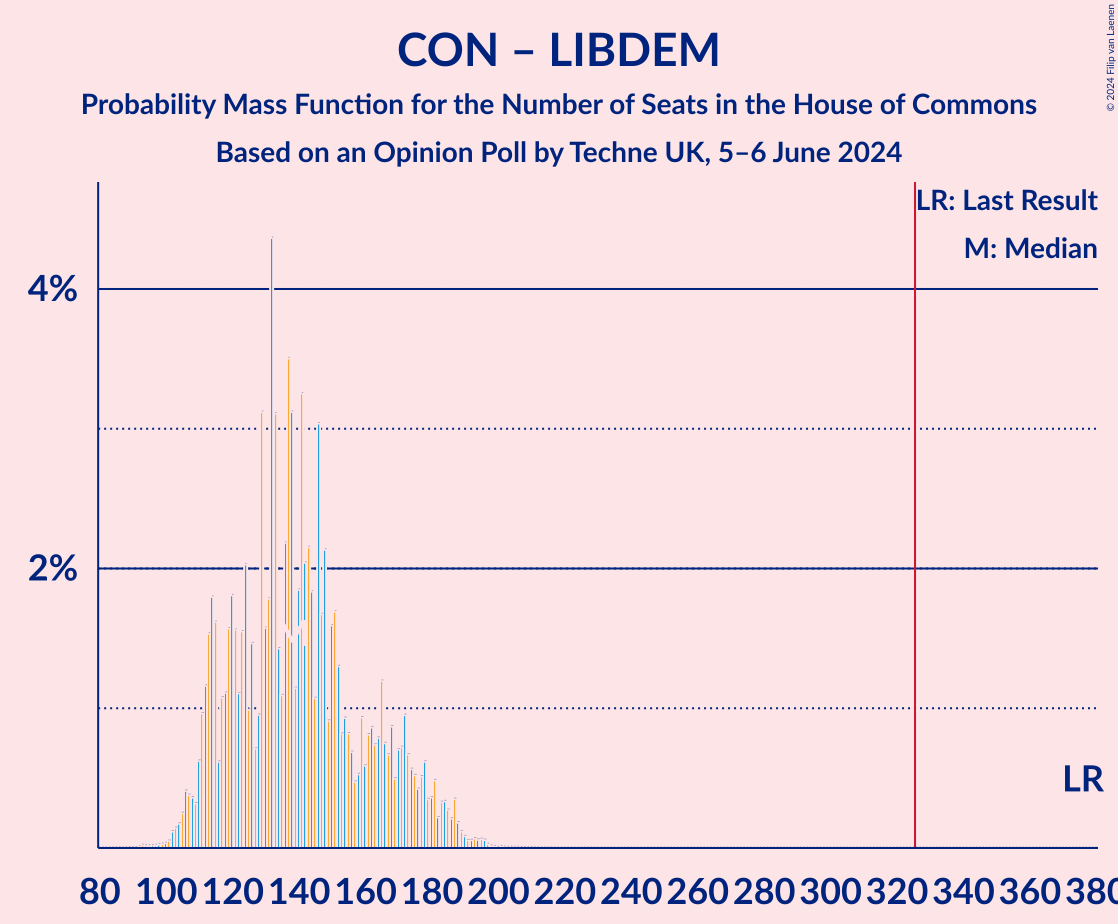 CON – LIBDEM
Probability Mass Function for the Number of Seats in the House of Commons
Based on an Opinion Poll by Techne UK, 5–6 June 2024
© 2024 Filip van Laenen
LR: Last Result
M: Median
4%
2%
LR
80 100 120 140 160 180 200 220 240 260 280 300 320 340 360 380